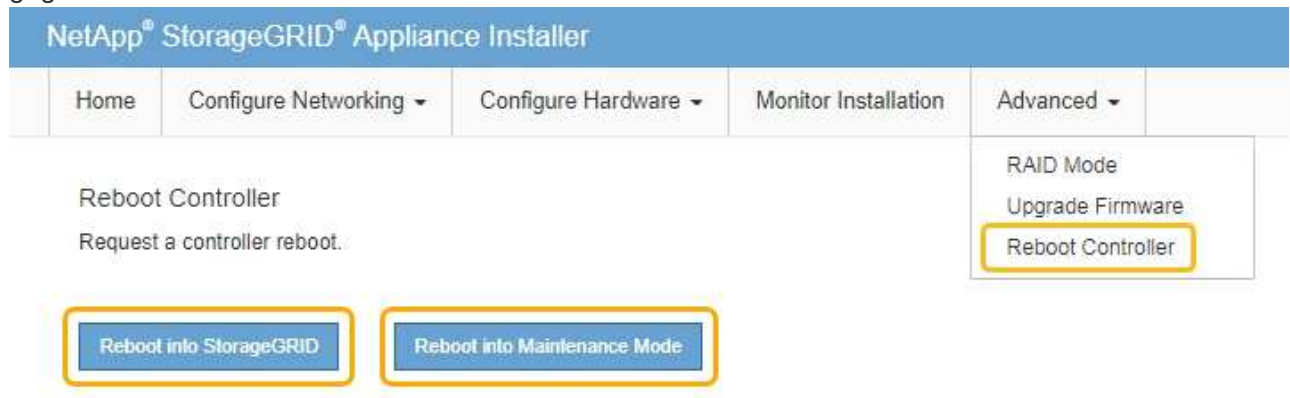 NetApp® StorageGRID® Appliance Installer
Home Configure Networking Configure Hardware Monitor Installation Advanced
RAID Mode
Upgrade Firmware
Reboot Controller
Reboot Controller
Request a controller reboot.
Reboot into StorageGRID Reboot into Maintenance Mode